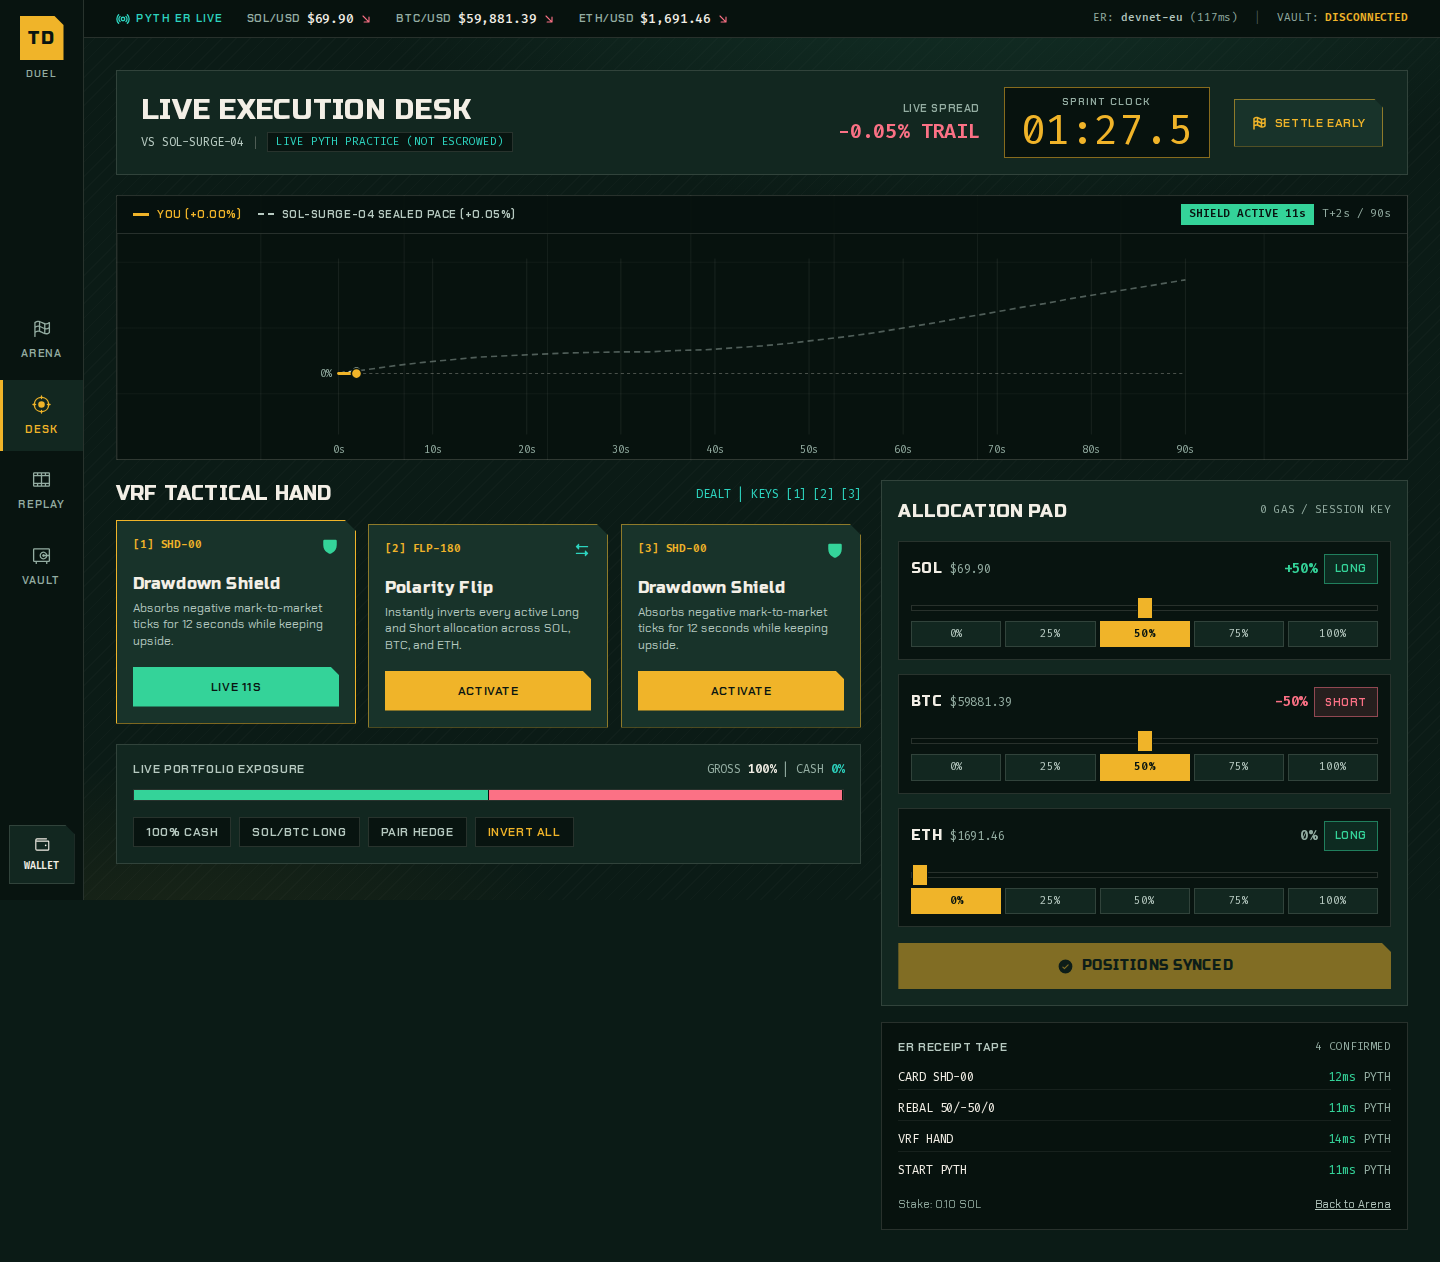 TD
DUEL
ARENA
DESK
REPLAY
VAULT
WALLET
PYTH ER LIVE SOL/USD $69.90 ↘ BTC/USD $59,881.39 ↘ ETH/USD $1,691.46 ↘
ER: devnet-eu (117ms) | VAULT: DISCONNECTED
LIVE EXECUTION DESK
VS SOL-SURGE-04 | LIVE PYTH PRACTICE (NOT ESCROWED)
LIVE SPREAD
-0.05% TRAIL
SPRINT CLOCK
01:27.5
SETTLE EARLY
YOU (+0.00%) SOL-SURGE-04 SEALED PACE (+0.05%)
SHIELD ACTIVE 11s T+2s / 90s
0%
0s 10s 20s 30s 40s 50s 60s 70s 80s 90s
VRF TACTICAL HAND
DEALT | KEYS [1] [2] [3]
[1] SHD-00
Drawdown Shield
Absorbs negative mark-to-market
ticks for 12 seconds while keeping
upside.
LIVE 11S
[2] FLP-180
Polarity Flip
Instantly inverts every active Long
and Short allocation across SOL,
BTC, and ETH.
ACTIVATE
[3] SHD-00
Drawdown Shield
Absorbs negative mark-to-market
ticks for 12 seconds while keeping
upside.
ACTIVATE
LIVE PORTFOLIO EXPOSURE
GROSS 100% | CASH 0%
100% CASH SOL/BTC LONG PAIR HEDGE INVERT ALL
ALLOCATION PAD
0 GAS / SESSION KEY
SOL $69.90 +50% LONG
0% 25% 50% 75% 100%
BTC $59881.39 -50% SHORT
0% 25% 50% 75% 100%
ETH $1691.46 0% LONG
0% 25% 50% 75% 100%
POSITIONS SYNCED
ER RECEIPT TAPE 4 CONFIRMED
CARD SHD-00 12ms PYTH
REBAL 50/-50/0 11ms PYTH
VRF HAND 14ms PYTH
START PYTH 11ms PYTH
Stake: 0.10 SOL Back to Arena